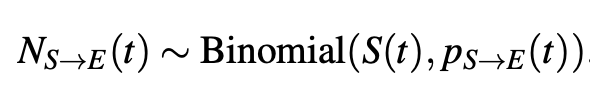 N_{S→E}(t) ∼ Binomial(S(t), p_{S→E}(t)).